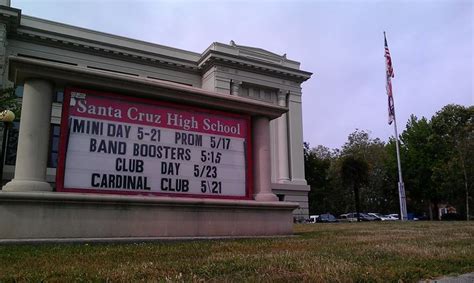 Santa Cruz High School
MINI DAY 5-21 PROM 5/17
BAND BOOSTERS 5/15
CLUB DAY 5/23
CARDINAL CLUB 5/21